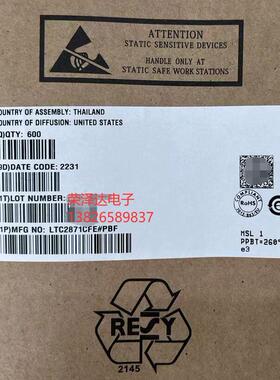 ATTENTION
STATIC SENSITIVE DEVICES
HANDLE ONLY AT
STATIC SAFE WORK STATIONS
OUNTRY OF ASSEMBLY: THAILAND
OUNTRY OF DIFFUSION: UNITED STATES
)QTY: 600
D)DATE CODE: 2231
T)LOT NUMBER:
荣泽达电子
13826589837
1P)MFG NO: LTC2871CFE#PBF
RoHS
MSL 1
PPBT=260
e3
RESY
2145